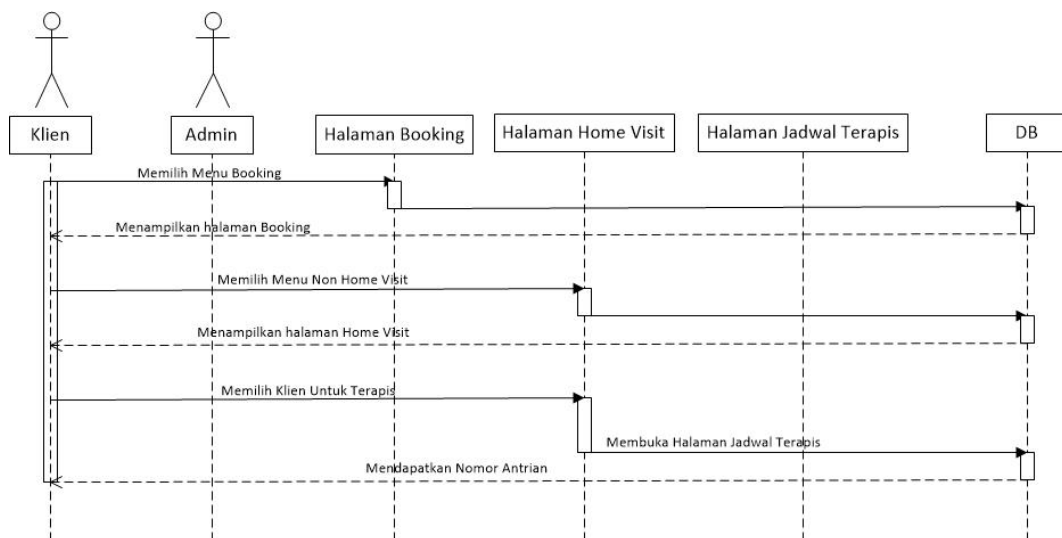 Klien
Admin
Halaman Booking
Halaman Home Visit
Halaman Jadwal Terapis
DB
Memilih Menu Booking
Menampilkan halaman Booking
Memilih Menu Non Home Visit
Menampilkan halaman Home Visit
Memilih Klien Untuk Terapis
Membuka Halaman Jadwal Terapis
Mendapatkan Nomor Antrian